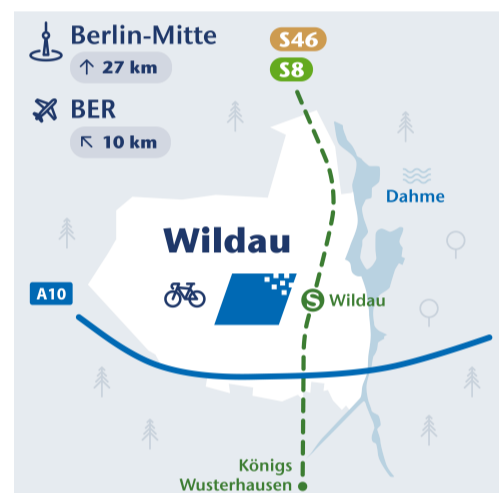 Berlin-Mitte
↑ 27 km
BER
↖ 10 km
S46
S8
Dahme
Wildau
A10
S Wildau
Königs
Wusterhausen